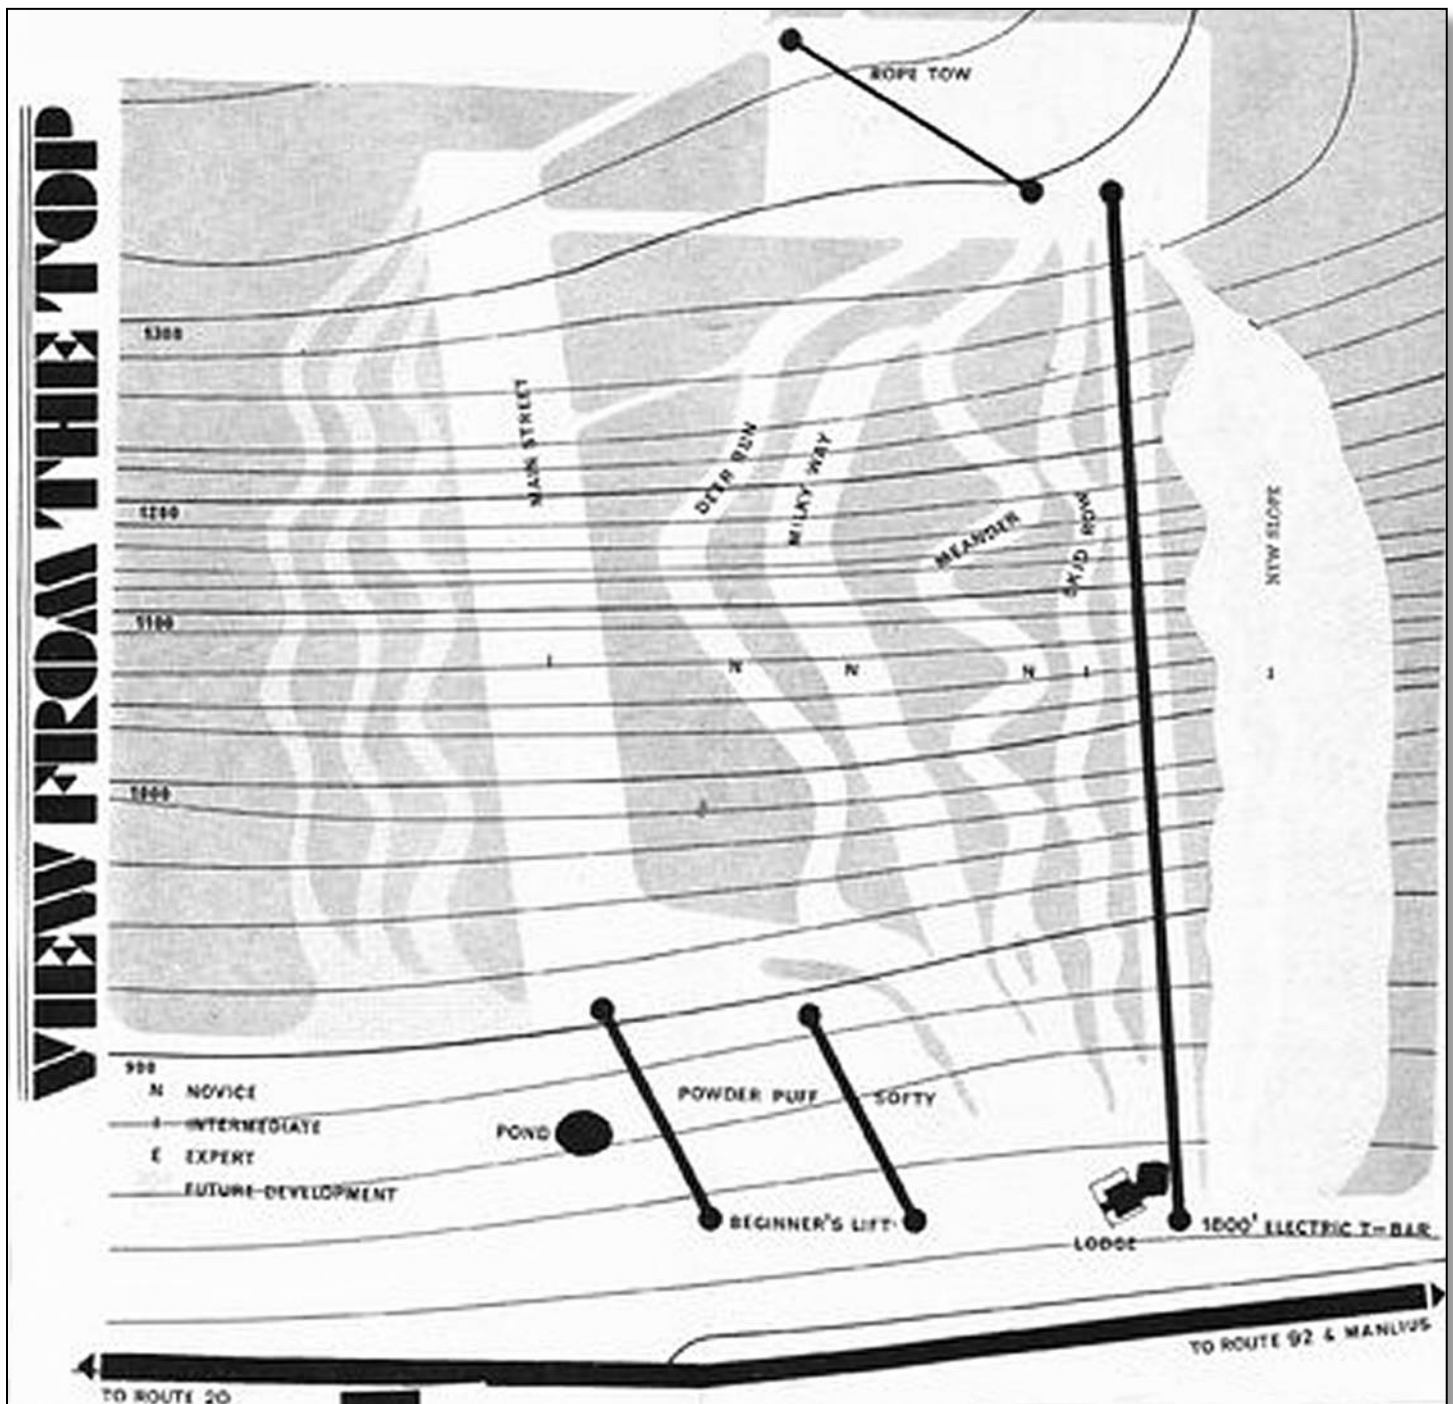 VIEW FROM THE TOP
ROPE TOW
1300
MAIN STREET
DEER RUN
MILKY WAY
MEANDER
SKID ROW
MAIN SLOPE
1200
1100
I
N
N
N
I
I
1000
900
N NOVICE
I INTERMEDIATE
E EXPERT
FUTURE DEVELOPMENT
POND
POWDER PUFF
SOFTY
BEGINNER'S LIFT
LODGE
1800' ELECTRIC T-BAR
TO ROUTE 92 & MANLIUS
TO ROUTE 20